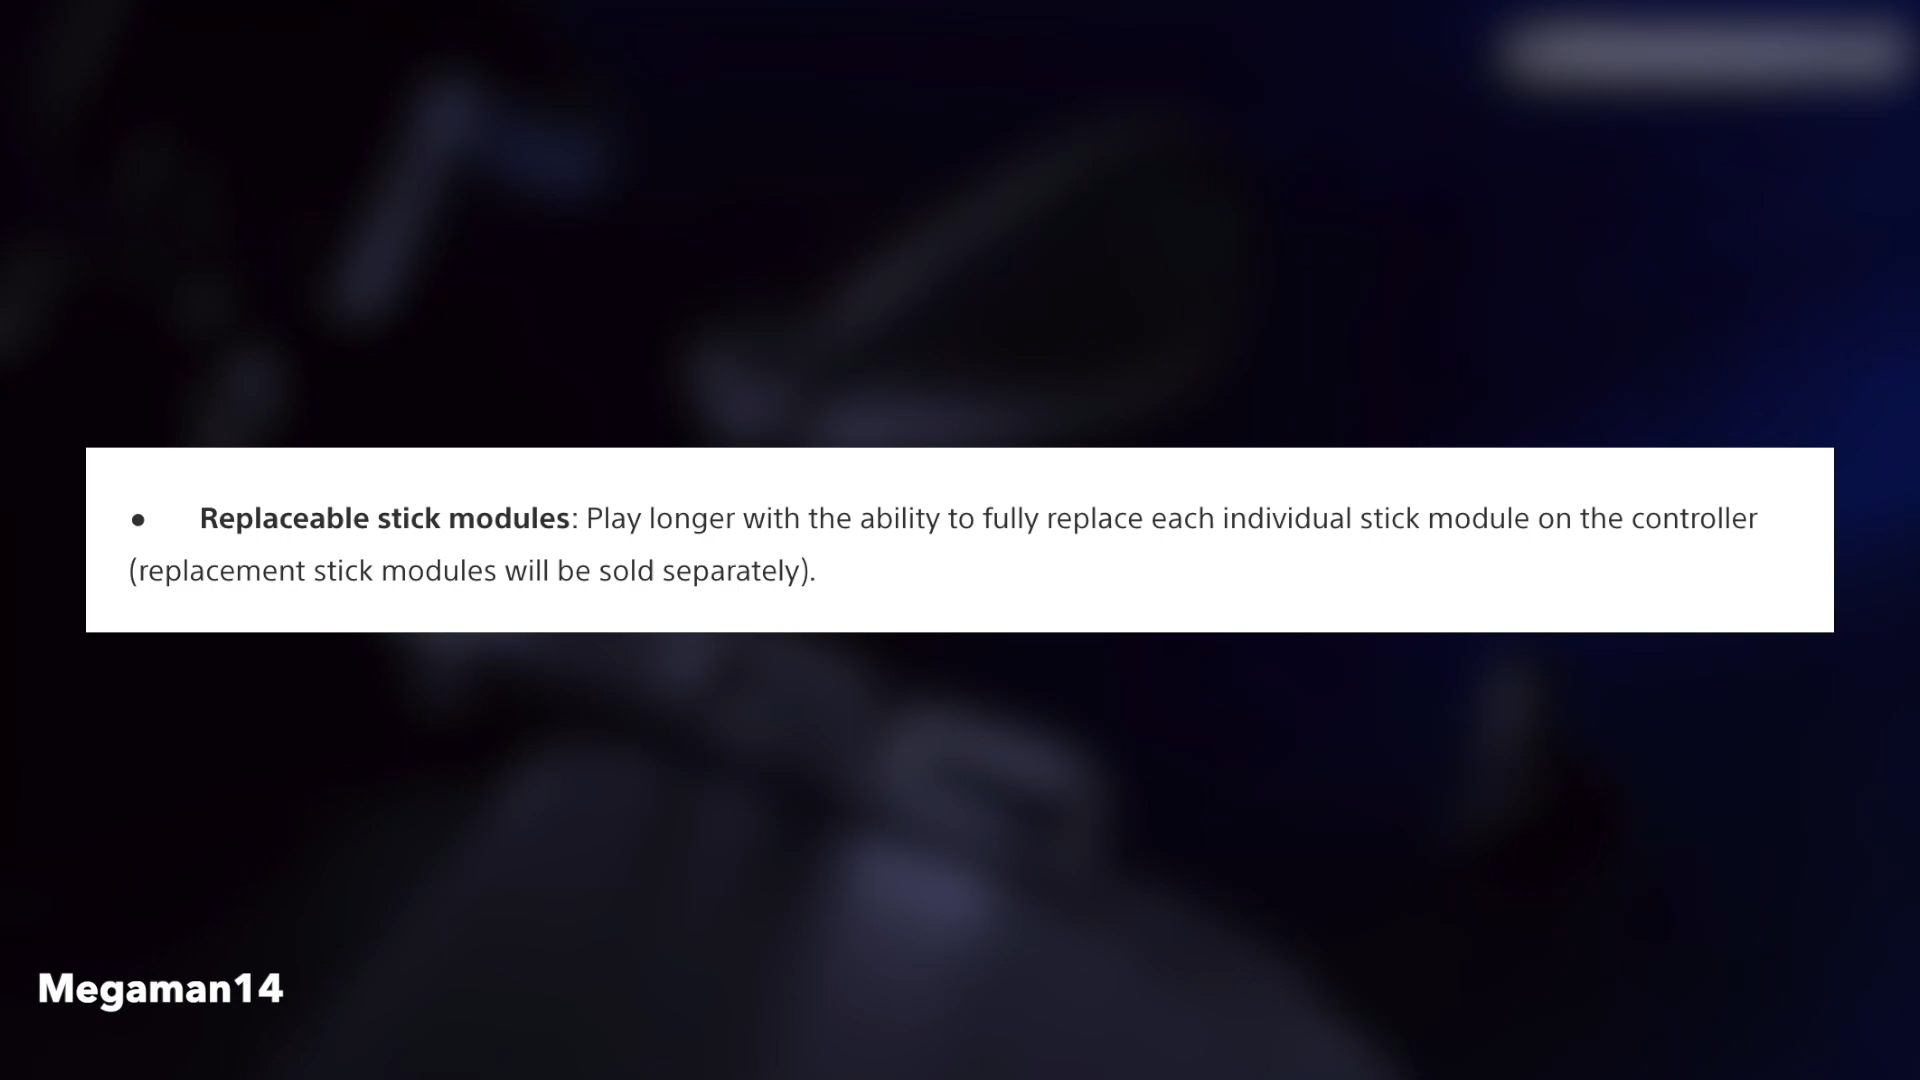 ● Replaceable stick modules: Play longer with the ability to fully replace each individual stick module on the controller
(replacement stick modules will be sold separately).
Megaman14